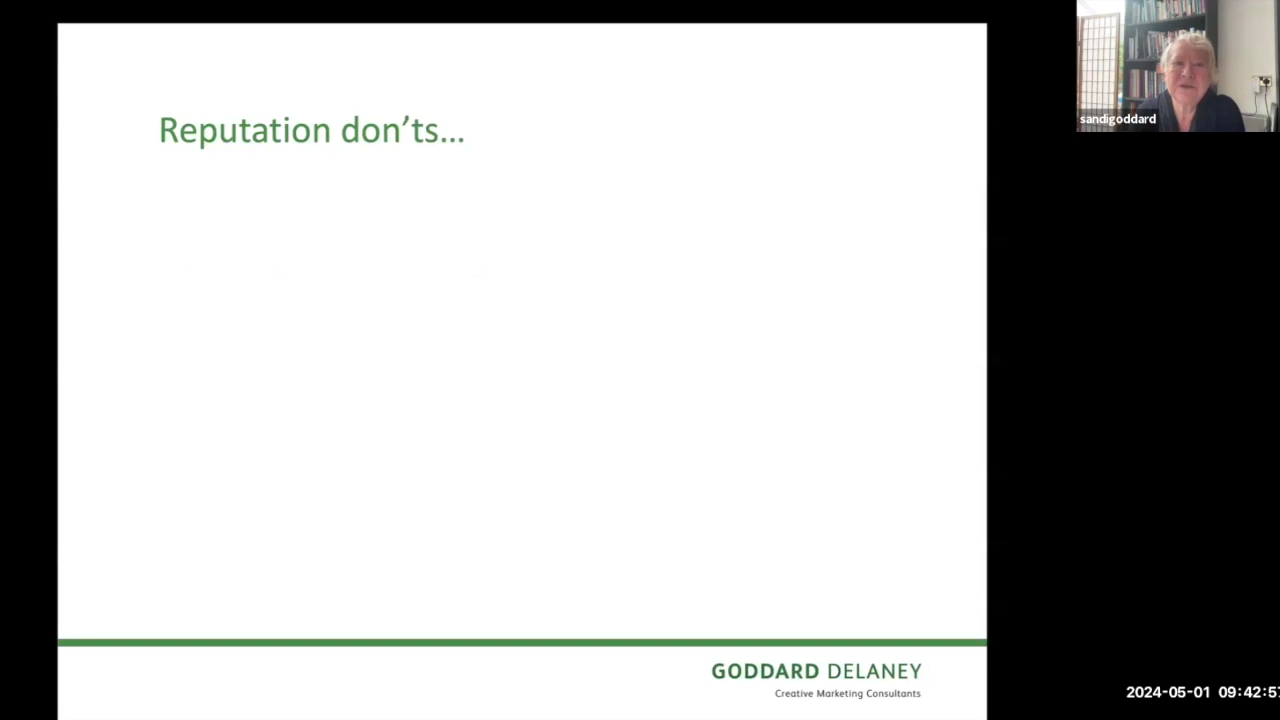 Reputation don’ts…
sandigoddard
GODDARD DELANEY
Creative Marketing Consultants
2024-05-01 09:42:57